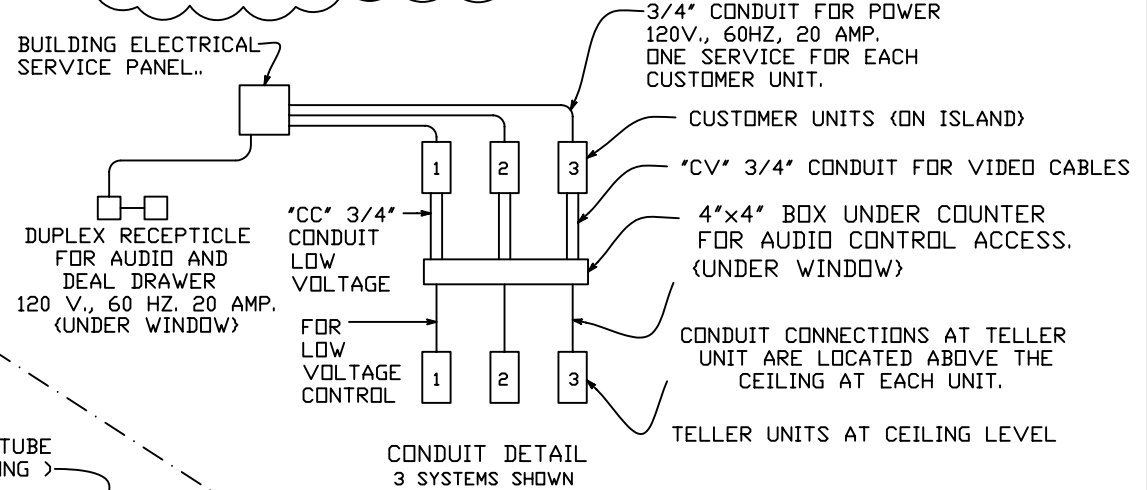 3/4" CONDUIT FOR POWER
120V., 60HZ, 20 AMP.
ONE SERVICE FOR EACH
CUSTOMER UNIT.
BUILDING ELECTRICAL
SERVICE PANEL..
CUSTOMER UNITS (ON ISLAND)
1
2
3
"CV" 3/4" CONDUIT FOR VIDEO CABLES
"CC" 3/4"
CONDUIT
LOW
VOLTAGE
4"x4" BOX UNDER COUNTER
FOR AUDIO CONTROL ACCESS.
(UNDER WINDOW)
DUPLEX RECEPTICLE
FOR AUDIO AND
DEAL DRAWER
120 V., 60 HZ. 20 AMP.
(UNDER WINDOW)
FOR
LOW
VOLTAGE
CONTROL
CONDUIT CONNECTIONS AT TELLER
UNIT ARE LOCATED ABOVE THE
CEILING AT EACH UNIT.
1
2
3
TELLER UNITS AT CEILING LEVEL
TUBE
NG )
CONDUIT DETAIL
3 SYSTEMS SHOWN